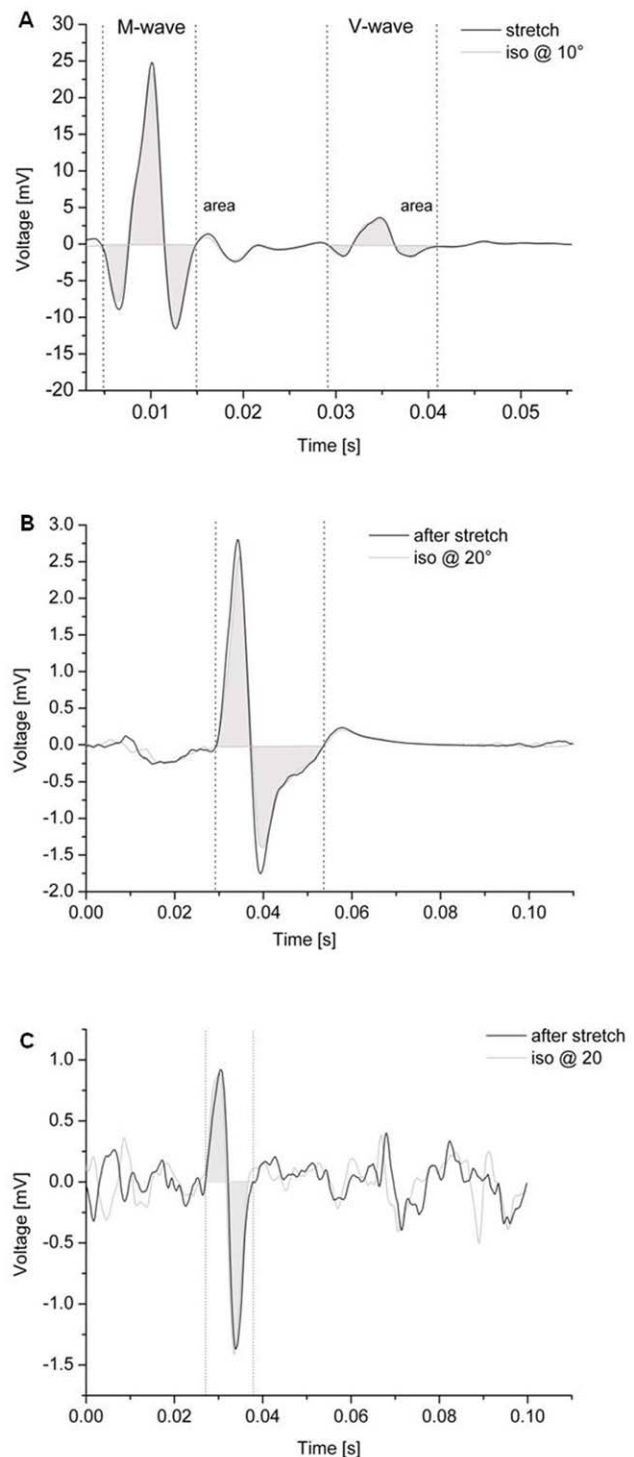 A
M-wave
V-wave
stretch
iso @ 10°
30
25
20
15
10
5
0
-5
-10
-15
-20
Voltage [mV]
area
area
0.01
0.02
0.03
0.04
0.05
Time [s]
B
after stretch
iso @ 20°
3.0
2.5
2.0
1.5
1.0
0.5
0.0
-0.5
-1.0
-1.5
-2.0
Voltage [mV]
0.00
0.02
0.04
0.06
0.08
0.10
Time [s]
C
after stretch
iso @ 20
1.0
0.5
0.0
-0.5
-1.0
-1.5
Voltage [mV]
0.00
0.02
0.04
0.06
0.08
0.10
Time [s]